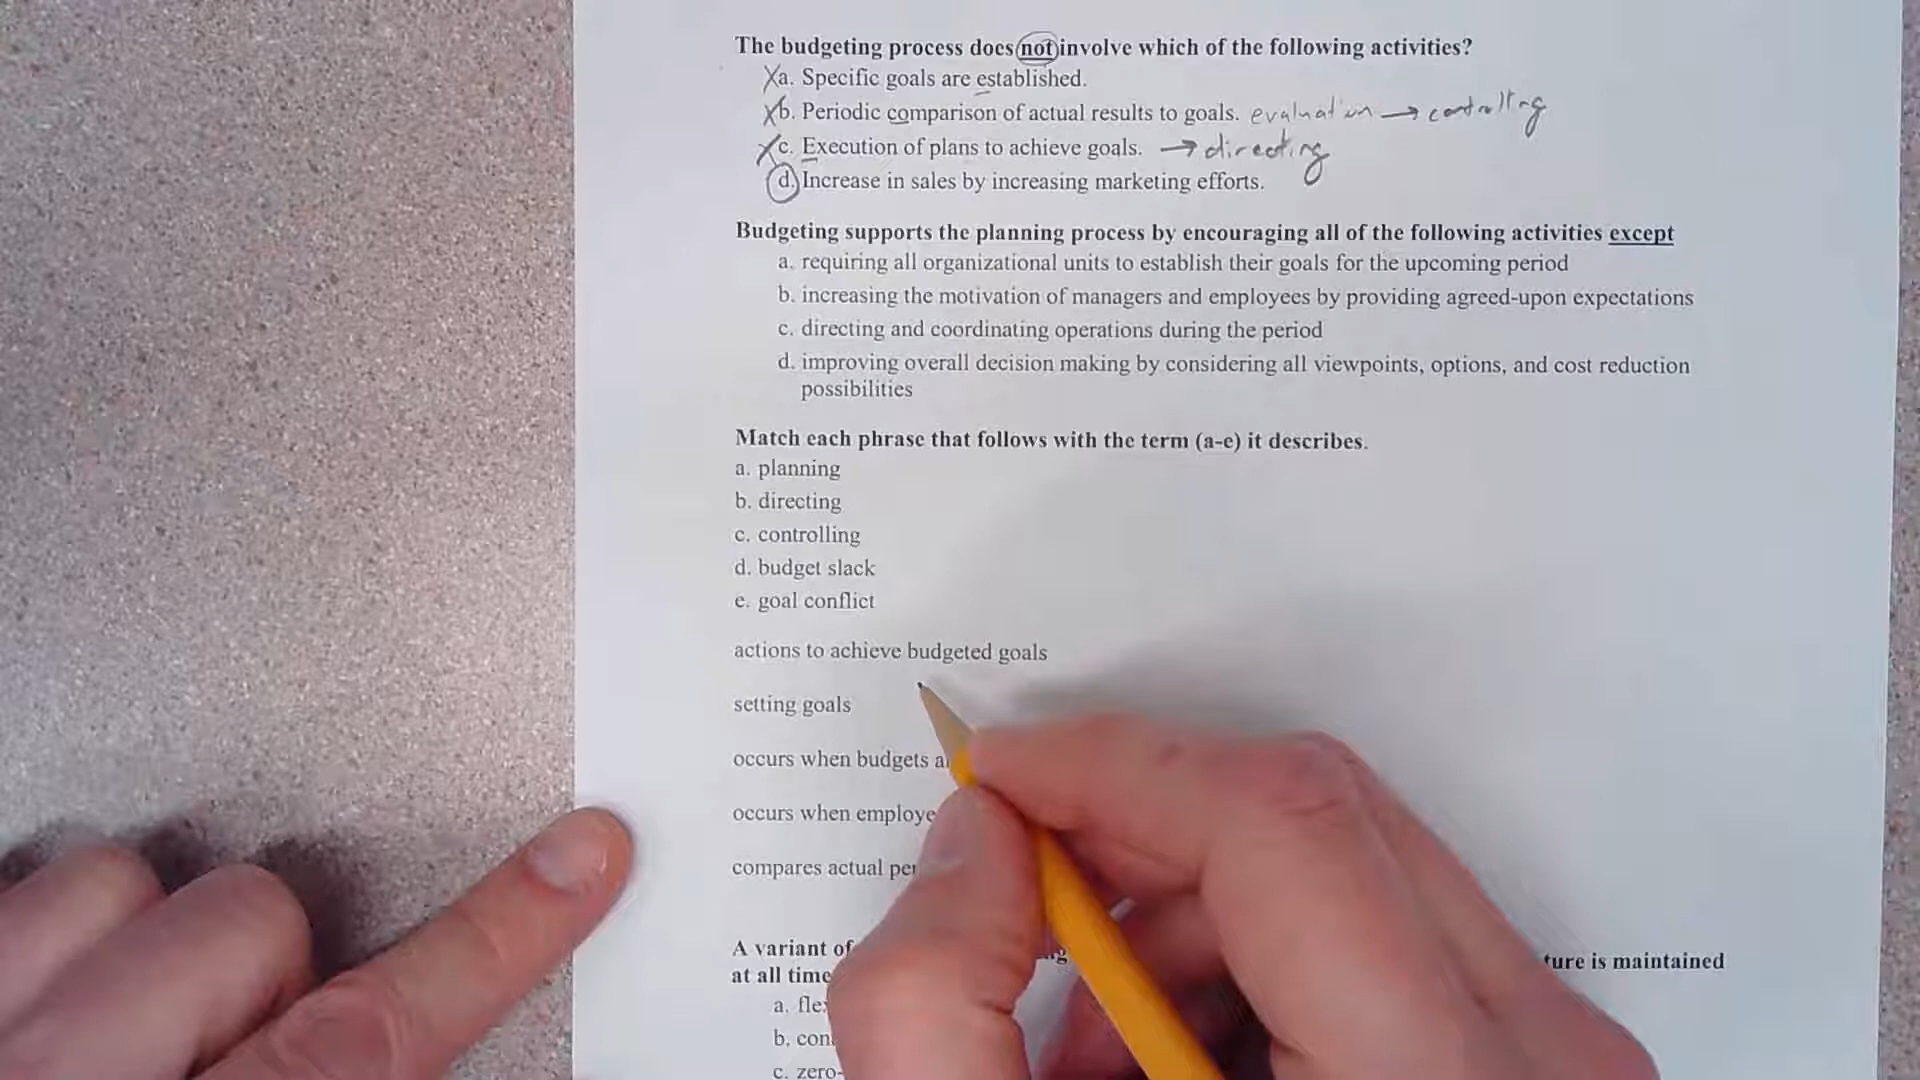 The budgeting process does not involve which of the following activities?
Xa. Specific goals are established.
Xb. Periodic comparison of actual results to goals. evaluation → controlling
Xc. Execution of plans to achieve goals. → directing
d. Increase in sales by increasing marketing efforts.
Budgeting supports the planning process by encouraging all of the following activities except
a. requiring all organizational units to establish their goals for the upcoming period
b. increasing the motivation of managers and employees by providing agreed-upon expectations
c. directing and coordinating operations during the period
d. improving overall decision making by considering all viewpoints, options, and cost reduction
possibilities
Match each phrase that follows with the term (a-e) it describes.
a. planning
b. directing
c. controlling
d. budget slack
e. goal conflict
actions to achieve budgeted goals
setting goals
occurs when budgets
occurs when
compares actual
A variant of ture is maintained
at all
a.
b.
c. zero-